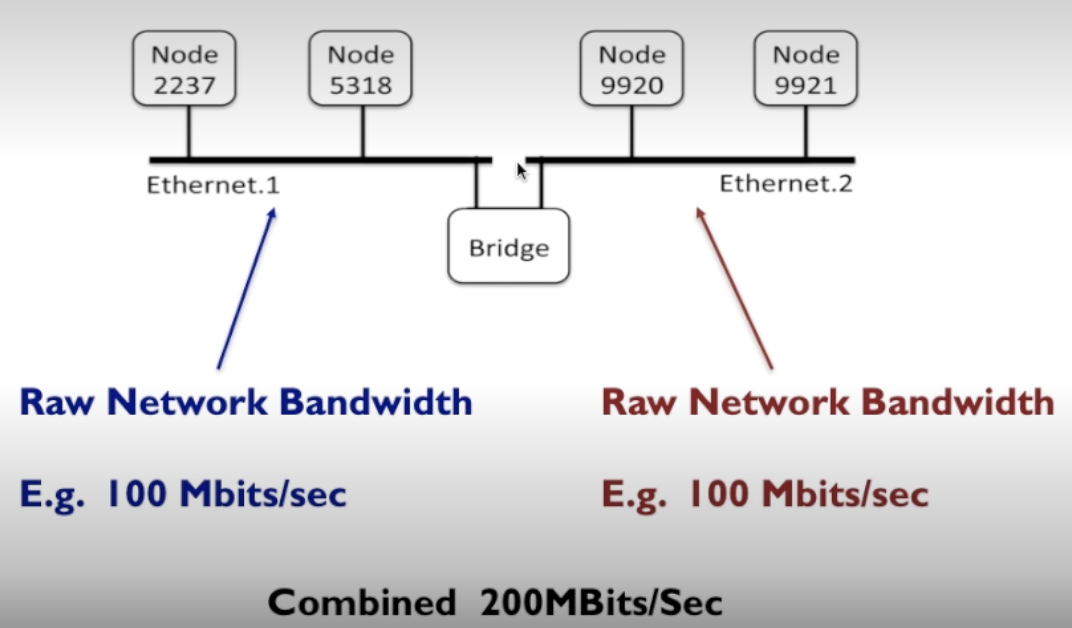 Node
2237
Node
5318
Node
9920
Node
9921
Ethernet.1
Ethernet.2
Bridge
Raw Network Bandwidth
Raw Network Bandwidth
E.g. 100 Mbits/sec
E.g. 100 Mbits/sec
Combined 200MBits/Sec